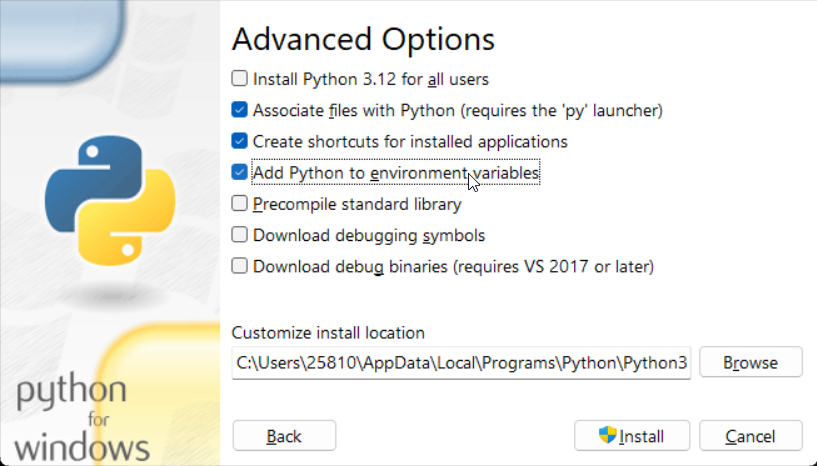 Advanced Options
Install Python 3.12 for all users
Associate files with Python (requires the 'py' launcher)
Create shortcuts for installed applications
Add Python to environment variables
Precompile standard library
Download debugging symbols
Download debug binaries (requires VS 2017 or later)
Customize install location
C:\Users\25810\AppData\Local\Programs\Python\Python3
Browse
python
for
windows
Back
Install
Cancel